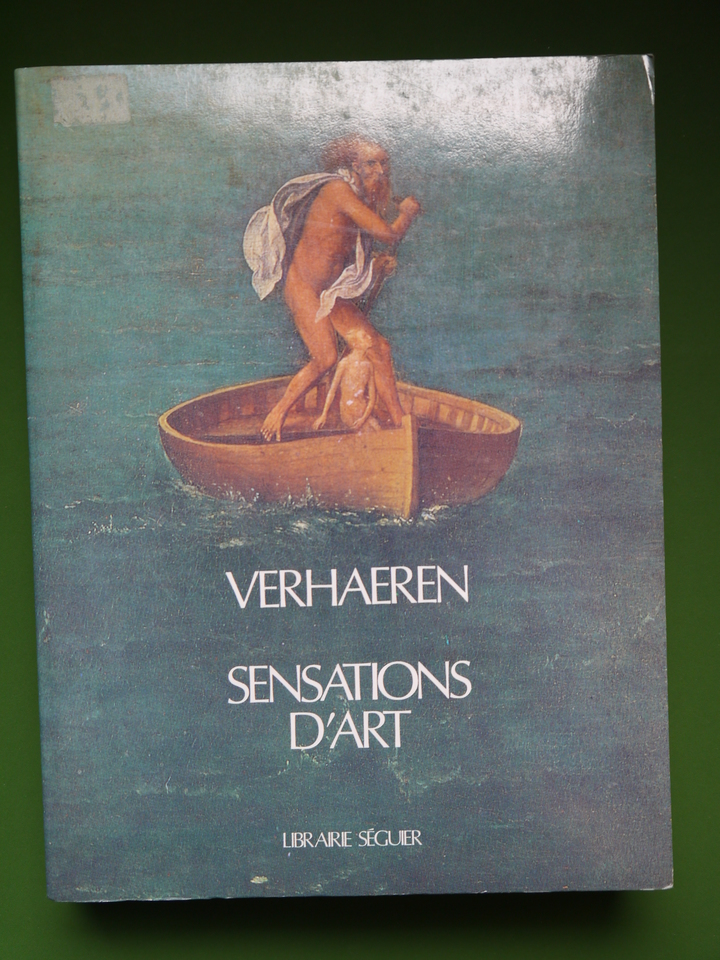 VERHAEREN
SENSATIONS
D'ART
LIBRAIRIE SÉGUIER